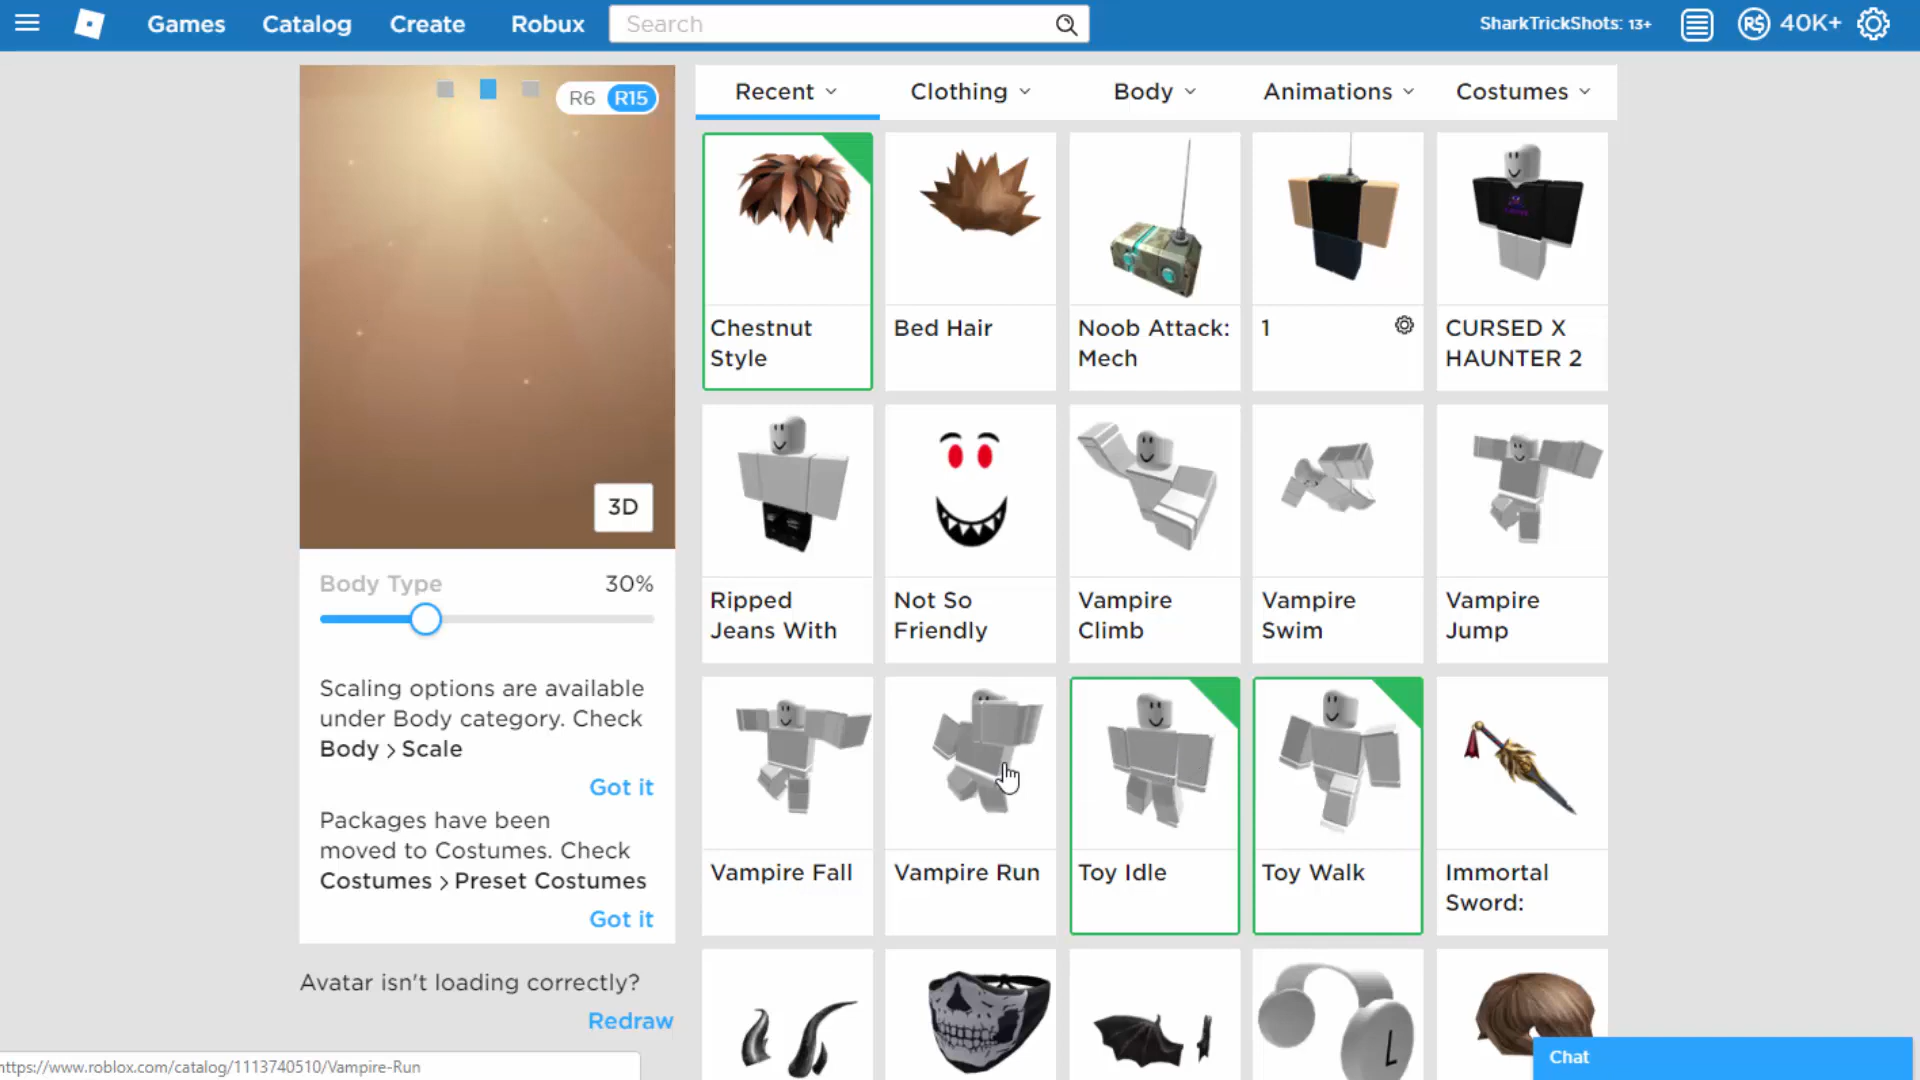 Games Catalog Create Robux Search SharkTrickShots: 13+ R$ 40K+
R6 R15
Recent Clothing Body Animations Costumes
3D
Body Type 30%
Scaling options are available
under Body category. Check
Body > Scale
Got it
Packages have been
moved to Costumes. Check
Costumes > Preset Costumes
Got it
Avatar isn't loading correctly?
Redraw
Chestnut
Style
Bed Hair
Noob Attack:
Mech
1
CURSED X
HAUNTER 2
Ripped
Jeans With
Not So
Friendly
Vampire
Climb
Vampire
Swim
Vampire
Jump
Vampire Fall
Vampire Run
Toy Idle
Toy Walk
Immortal
Sword:
L
Chat
https://www.roblox.com/catalog/1113740510/Vampire-Run